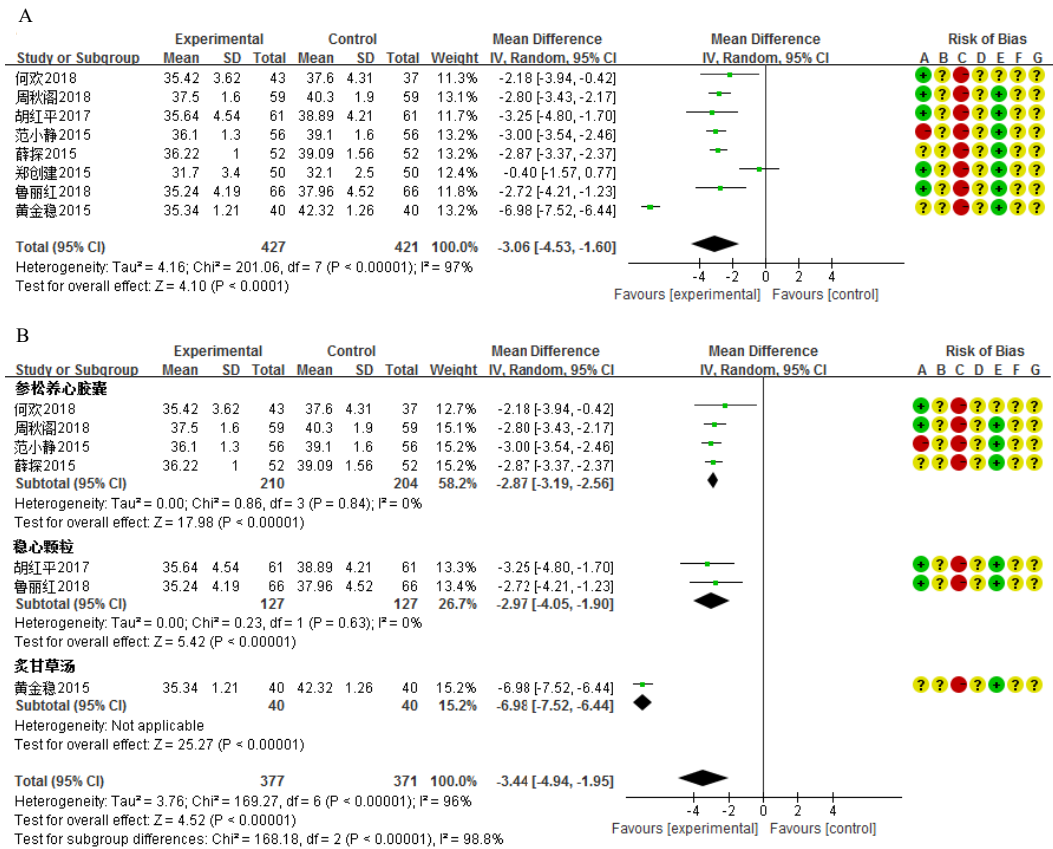 A
Experimental Control Mean Difference Mean Difference Risk of Bias
Study or Subgroup Mean SD Total Mean SD Total Weight IV, Random, 95% CI IV, Random, 95% CI A B C D E F G
何欢2018 35.42 3.62 43 37.6 4.31 37 11.3% -2.18 [-3.94, -0.42] + ? - ? ? ? ?
周秋阁2018 37.5 1.6 59 40.3 1.9 59 13.1% -2.80 [-3.43, -2.17] + ? - ? + ? ?
胡红平2017 35.64 4.54 61 38.89 4.21 61 11.7% -3.25 [-4.80, -1.70] + ? - ? + ? ?
范小静2015 36.1 1.3 56 39.1 1.6 56 13.2% -3.00 [-3.54, -2.46] - ? - ? + ? ?
薛探2015 36.22 1 52 39.09 1.56 52 13.2% -2.87 [-3.37, -2.37] ? ? - ? + ? ?
郑创建2015 31.7 3.4 50 32.1 2.5 50 12.4% -0.40 [-1.57, 0.77] + ? - ? + ? ?
鲁丽红2018 35.24 4.19 66 37.96 4.52 66 11.8% -2.72 [-4.21, -1.23] + ? - ? + ? ?
黄金稳2015 35.34 1.21 40 42.32 1.26 40 13.2% -6.98 [-7.52, -6.44] ? ? - ? + ? ?
Total (95% CI) 427 421 100.0% -3.06 [-4.53, -1.60]
Heterogeneity: Tau² = 4.16; Chi² = 201.06, df = 7 (P < 0.00001); I² = 97%
Test for overall effect: Z = 4.10 (P < 0.0001)
-4 -2 0 2 4
Favours [experimental] Favours [control]
B
Experimental Control Mean Difference Mean Difference Risk of Bias
Study or Subgroup Mean SD Total Mean SD Total Weight IV, Random, 95% CI IV, Random, 95% CI A B C D E F G
参松养心胶囊
何欢2018 35.42 3.62 43 37.6 4.31 37 12.7% -2.18 [-3.94, -0.42] + ? - ? ? ? ?
周秋阁2018 37.5 1.6 59 40.3 1.9 59 15.1% -2.80 [-3.43, -2.17] + ? - ? + ? ?
范小静2015 36.1 1.3 56 39.1 1.6 56 15.2% -3.00 [-3.54, -2.46] - ? - ? + ? ?
薛探2015 36.22 1 52 39.09 1.56 52 15.2% -2.87 [-3.37, -2.37] ? ? - ? + ? ?
Subtotal (95% CI) 210 204 58.2% -2.87 [-3.19, -2.56]
Heterogeneity: Tau² = 0.00; Chi² = 0.86, df = 3 (P = 0.84); I² = 0%
Test for overall effect: Z = 17.98 (P < 0.00001)
稳心颗粒
胡红平2017 35.64 4.54 61 38.89 4.21 61 13.3% -3.25 [-4.80, -1.70] + ? - ? + ? ?
鲁丽红2018 35.24 4.19 66 37.96 4.52 66 13.4% -2.72 [-4.21, -1.23] + ? - ? + ? ?
Subtotal (95% CI) 127 127 26.7% -2.97 [-4.05, -1.90]
Heterogeneity: Tau² = 0.00; Chi² = 0.23, df = 1 (P = 0.63); I² = 0%
Test for overall effect: Z = 5.42 (P < 0.00001)
炙甘草汤
黄金稳2015 35.34 1.21 40 42.32 1.26 40 15.2% -6.98 [-7.52, -6.44] ? ? - ? + ? ?
Subtotal (95% CI) 40 40 15.2% -6.98 [-7.52, -6.44]
Heterogeneity: Not applicable
Test for overall effect: Z = 25.27 (P < 0.00001)
Total (95% CI) 377 371 100.0% -3.44 [-4.94, -1.95]
Heterogeneity: Tau² = 3.76; Chi² = 169.27, df = 6 (P < 0.00001); I² = 96%
Test for overall effect: Z = 4.52 (P < 0.00001)
Test for subgroup differences: Chi² = 168.18, df = 2 (P < 0.00001), I² = 98.8%
-4 -2 0 2 4
Favours [experimental] Favours [control]